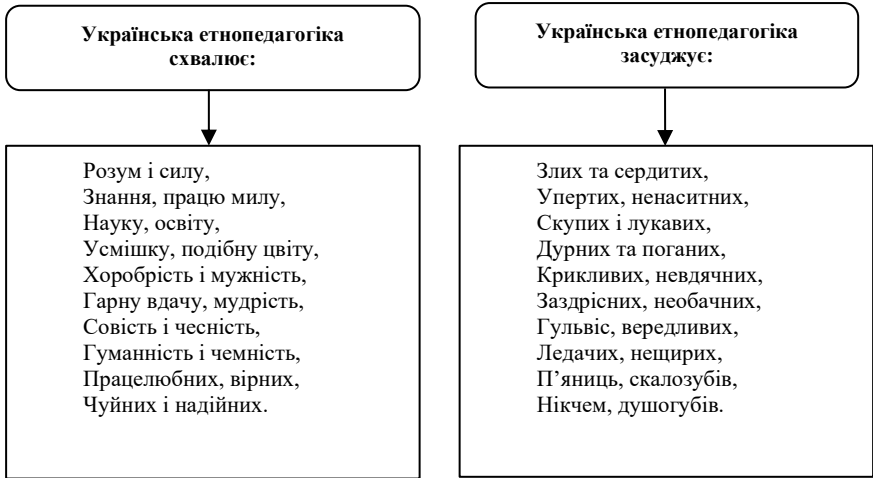 Українська етнопедагогіка
схвалює:
Розум і силу,
Знання, працю милу,
Науку, освіту,
Усмішку, подібну цвіту,
Хоробрість і мужність,
Гарну вдачу, мудрість,
Совість і чесність,
Гуманність і чемність,
Працелюбних, вірних,
Чуйних і надійних.
Українська етнопедагогіка
засуджує:
Злих та сердитих,
Упертих, ненаситних,
Скупих і лукавих,
Дурних та поганих,
Крикливих, невдячних,
Заздрісних, необачних,
Гульвіс, вередливих,
Ледачих, нещирих,
П’яниць, скалозубів,
Нікчем, душогубів.